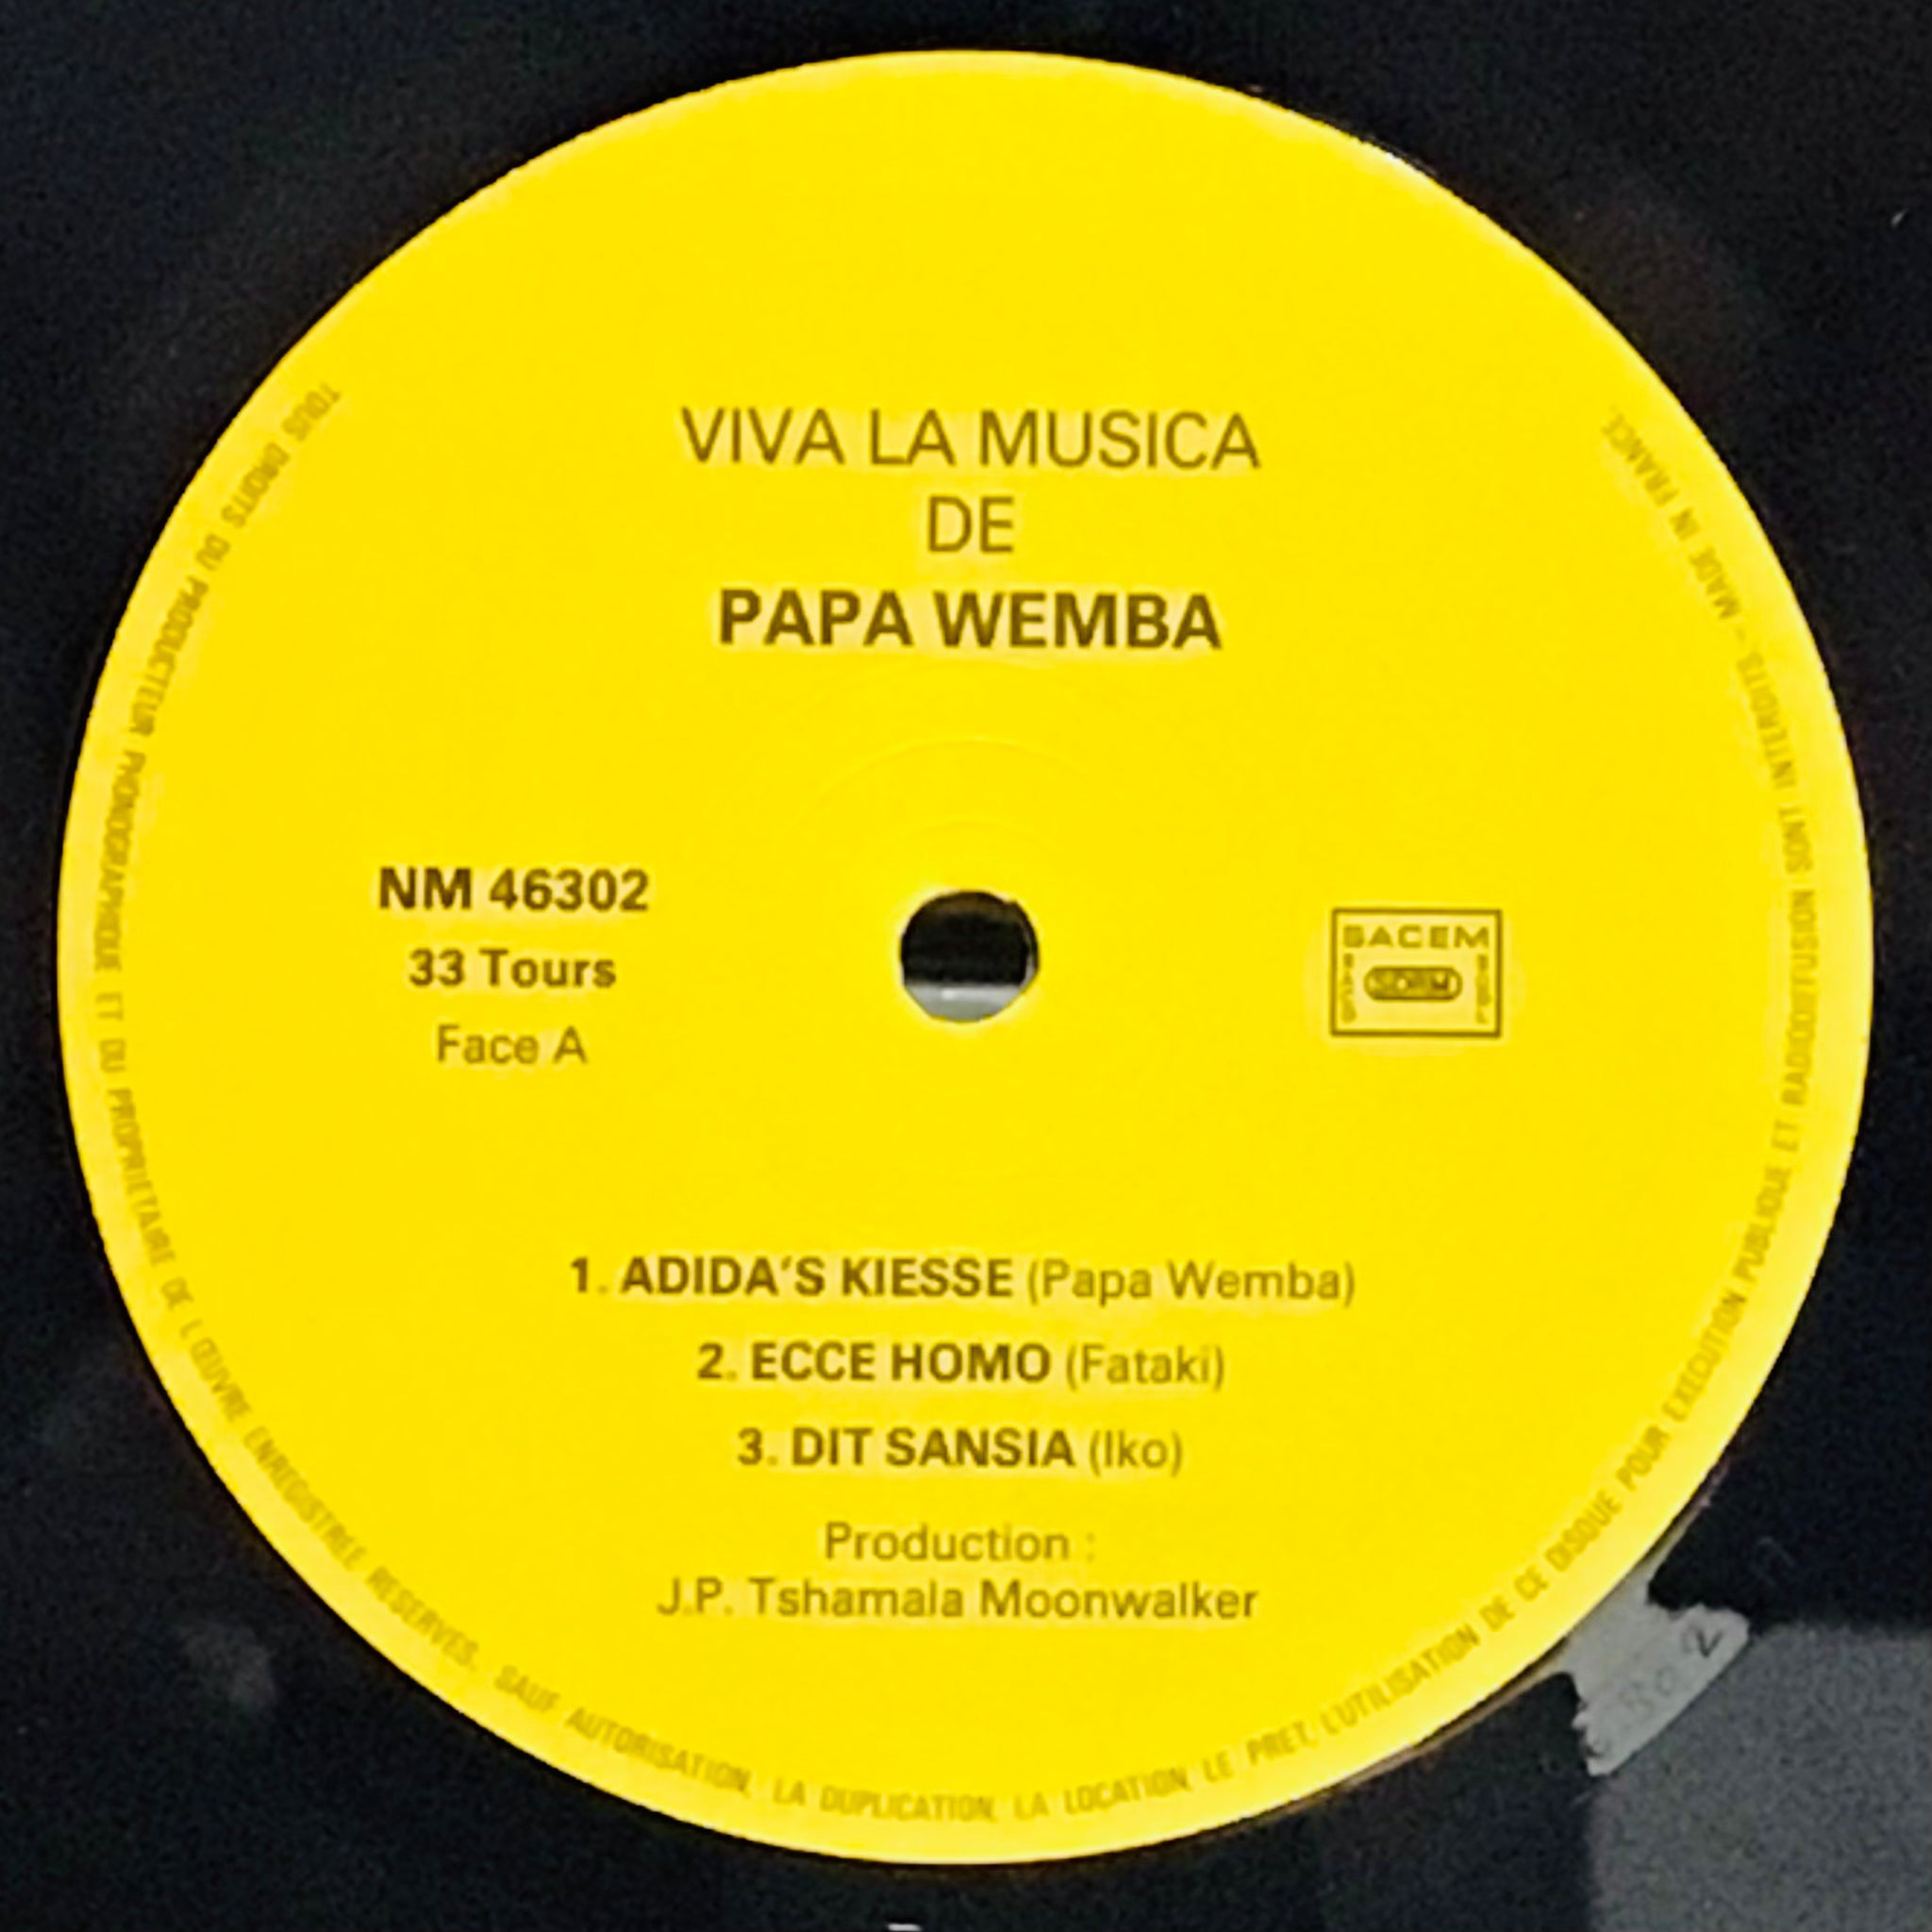 VIVA LA MUSICA
DE
PAPA WEMBA
NM 46302
33 Tours
Face A
SACEM
SDRM
1. ADIDA'S KIESSE (Papa Wemba)
2. ECCE HOMO (Fataki)
3. DIT SANSIA (Iko)
Production :
J.P. Tshamala Moonwalker
TOUS DROITS DU PRODUCTEUR PHONOGRAPHIQUE ET DU PROPRIETAIRE DE L'ŒUVRE ENREGISTREE RESERVES. SAUF AUTORISATION, LA DUPLICATION, LA LOCATION, LE PRET, L'UTILISATION DE CE DISQUE POUR EXECUTION PUBLIQUE ET RADIODIFFUSION SONT INTERDITS - MADE IN FRANCE.